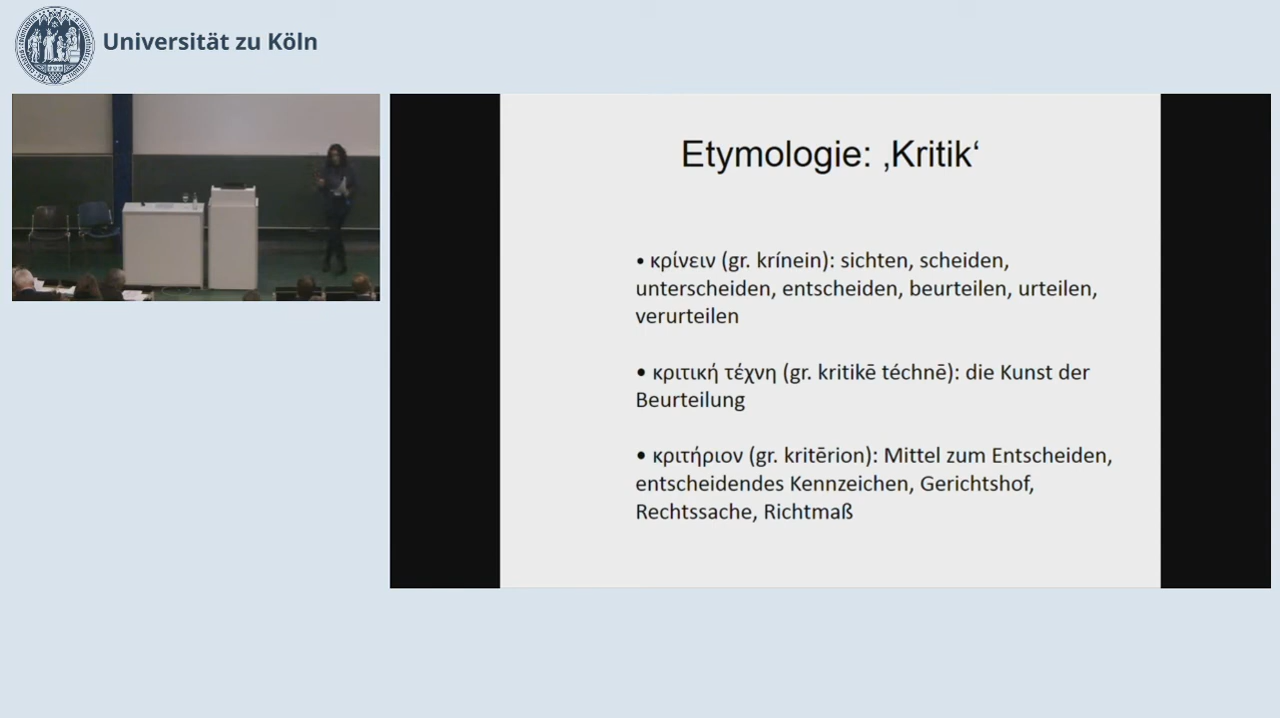 Universität zu Köln
Etymologie: ‚Kritik‘
• κρίνειν (gr. krínein): sichten, scheiden,
unterscheiden, entscheiden, beurteilen, urteilen,
verurteilen
• κριτική τέχνη (gr. kritikē téchnē): die Kunst der
Beurteilung
• κριτήριον (gr. kritērion): Mittel zum Entscheiden,
entscheidendes Kennzeichen, Gerichtshof,
Rechtssache, Richtmaß